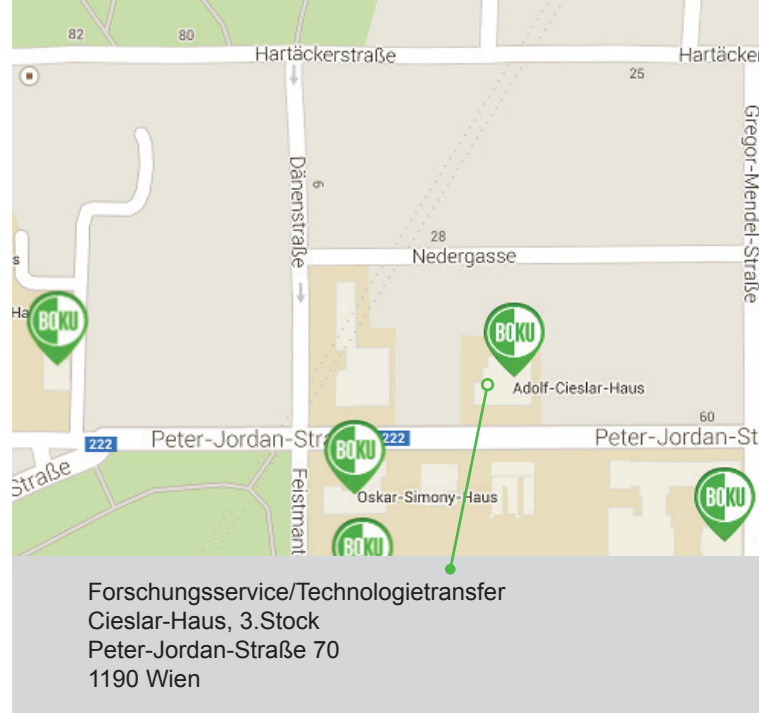 82
80
Hartäckerstraße
Hartäcker
25
Gregor-Mendel-Straße
Dänenstraße
6
28
Nedergasse
s
Ha
BOKU
BOKU
Adolf-Cieslar-Haus
60
222
Peter-Jordan-Stra
222
Peter-Jordan-St
BOKU
Straße
Feistmant
Oskar-Simony-Haus
BOKU
BOKU
Forschungsservice/Technologietransfer
Cieslar-Haus, 3.Stock
Peter-Jordan-Straße 70
1190 Wien